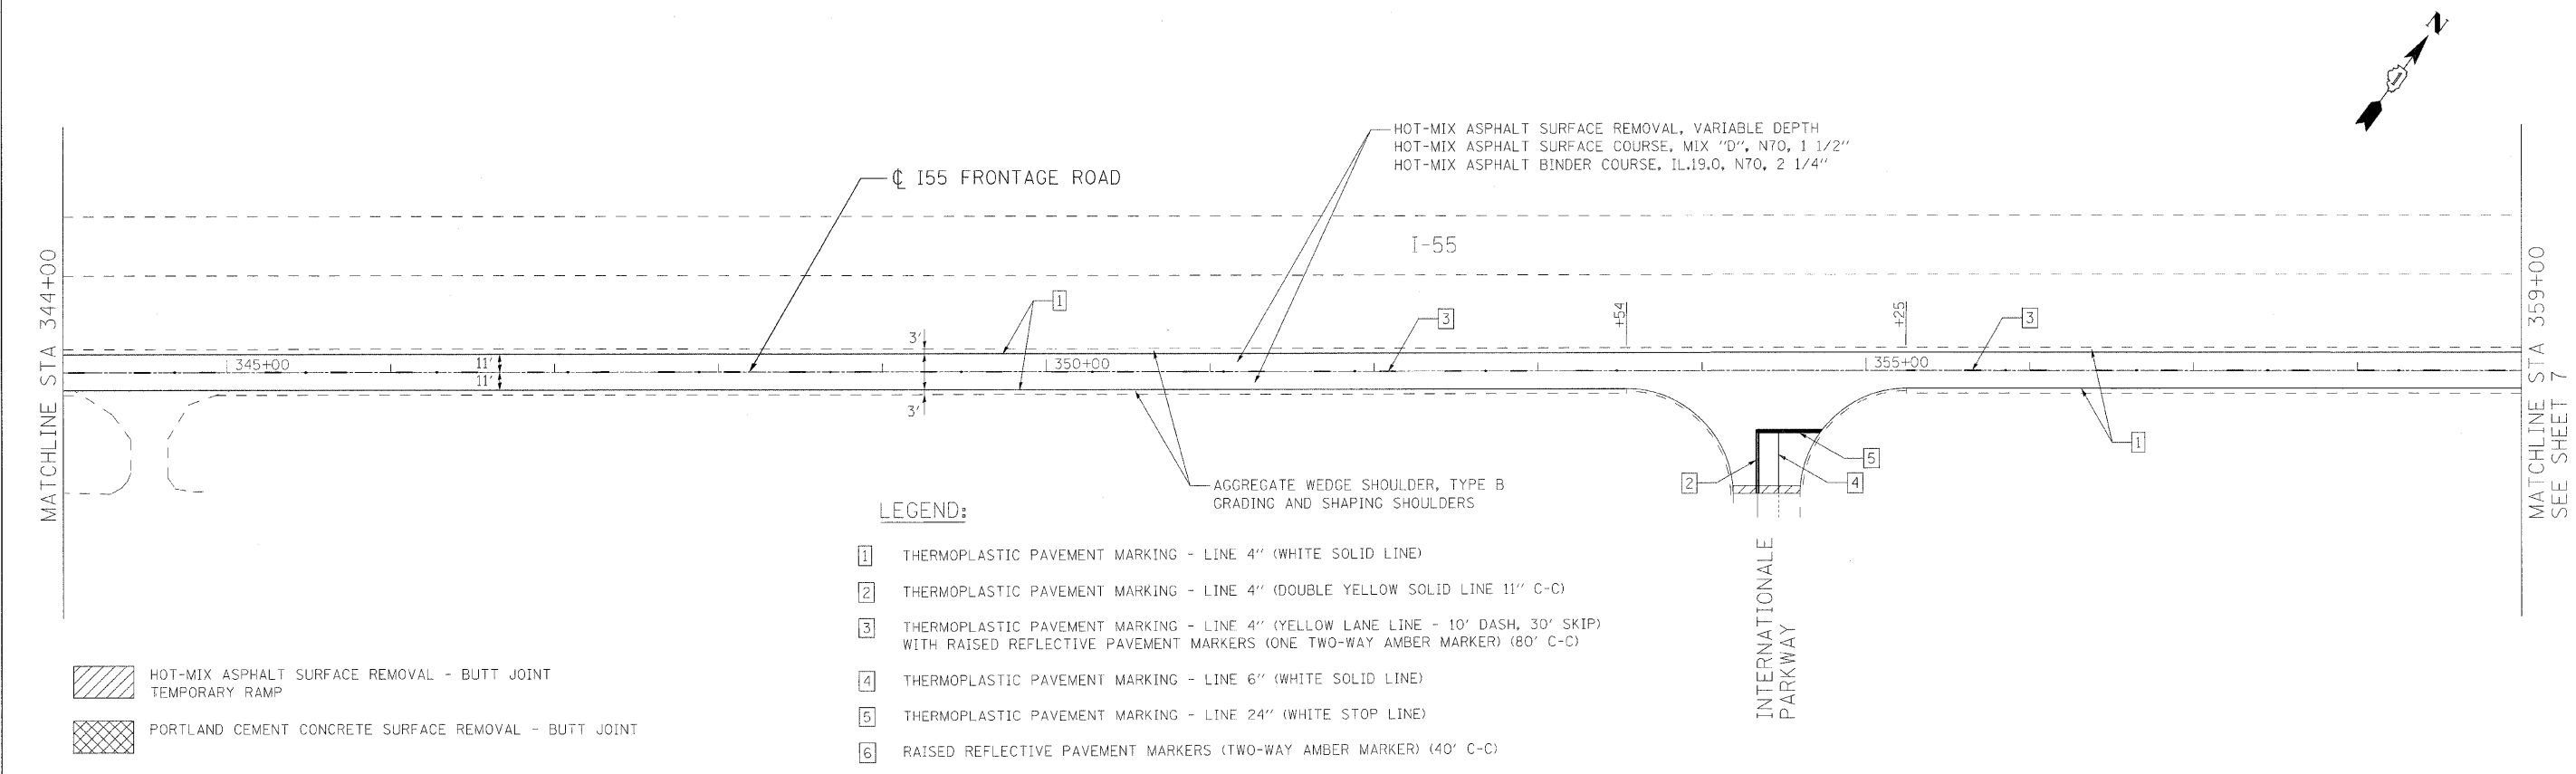 N
HOT-MIX ASPHALT SURFACE REMOVAL, VARIABLE DEPTH
HOT-MIX ASPHALT SURFACE COURSE, MIX "D", N70, 1 1/2"
HOT-MIX ASPHALT BINDER COURSE, IL.19.0, N70, 2 1/4"
℄ I55 FRONTAGE ROAD
I-55
MATCHLINE STA 344+00
MATCHLINE STA 359+00
SEE SHEET 7
1
3
+54
+25
3
3'
345+00
11'
11'
350+00
355+00
3'
1
5
2
4
AGGREGATE WEDGE SHOULDER, TYPE B
GRADING AND SHAPING SHOULDERS
INTERNATIONALE
PARKWAY
LEGEND:
1 THERMOPLASTIC PAVEMENT MARKING - LINE 4" (WHITE SOLID LINE)
2 THERMOPLASTIC PAVEMENT MARKING - LINE 4" (DOUBLE YELLOW SOLID LINE 11" C-C)
3 THERMOPLASTIC PAVEMENT MARKING - LINE 4" (YELLOW LANE LINE - 10' DASH, 30' SKIP)
WITH RAISED REFLECTIVE PAVEMENT MARKERS (ONE TWO-WAY AMBER MARKER) (80' C-C)
4 THERMOPLASTIC PAVEMENT MARKING - LINE 6" (WHITE SOLID LINE)
5 THERMOPLASTIC PAVEMENT MARKING - LINE 24" (WHITE STOP LINE)
6 RAISED REFLECTIVE PAVEMENT MARKERS (TWO-WAY AMBER MARKER) (40' C-C)
HOT-MIX ASPHALT SURFACE REMOVAL - BUTT JOINT
TEMPORARY RAMP
PORTLAND CEMENT CONCRETE SURFACE REMOVAL - BUTT JOINT